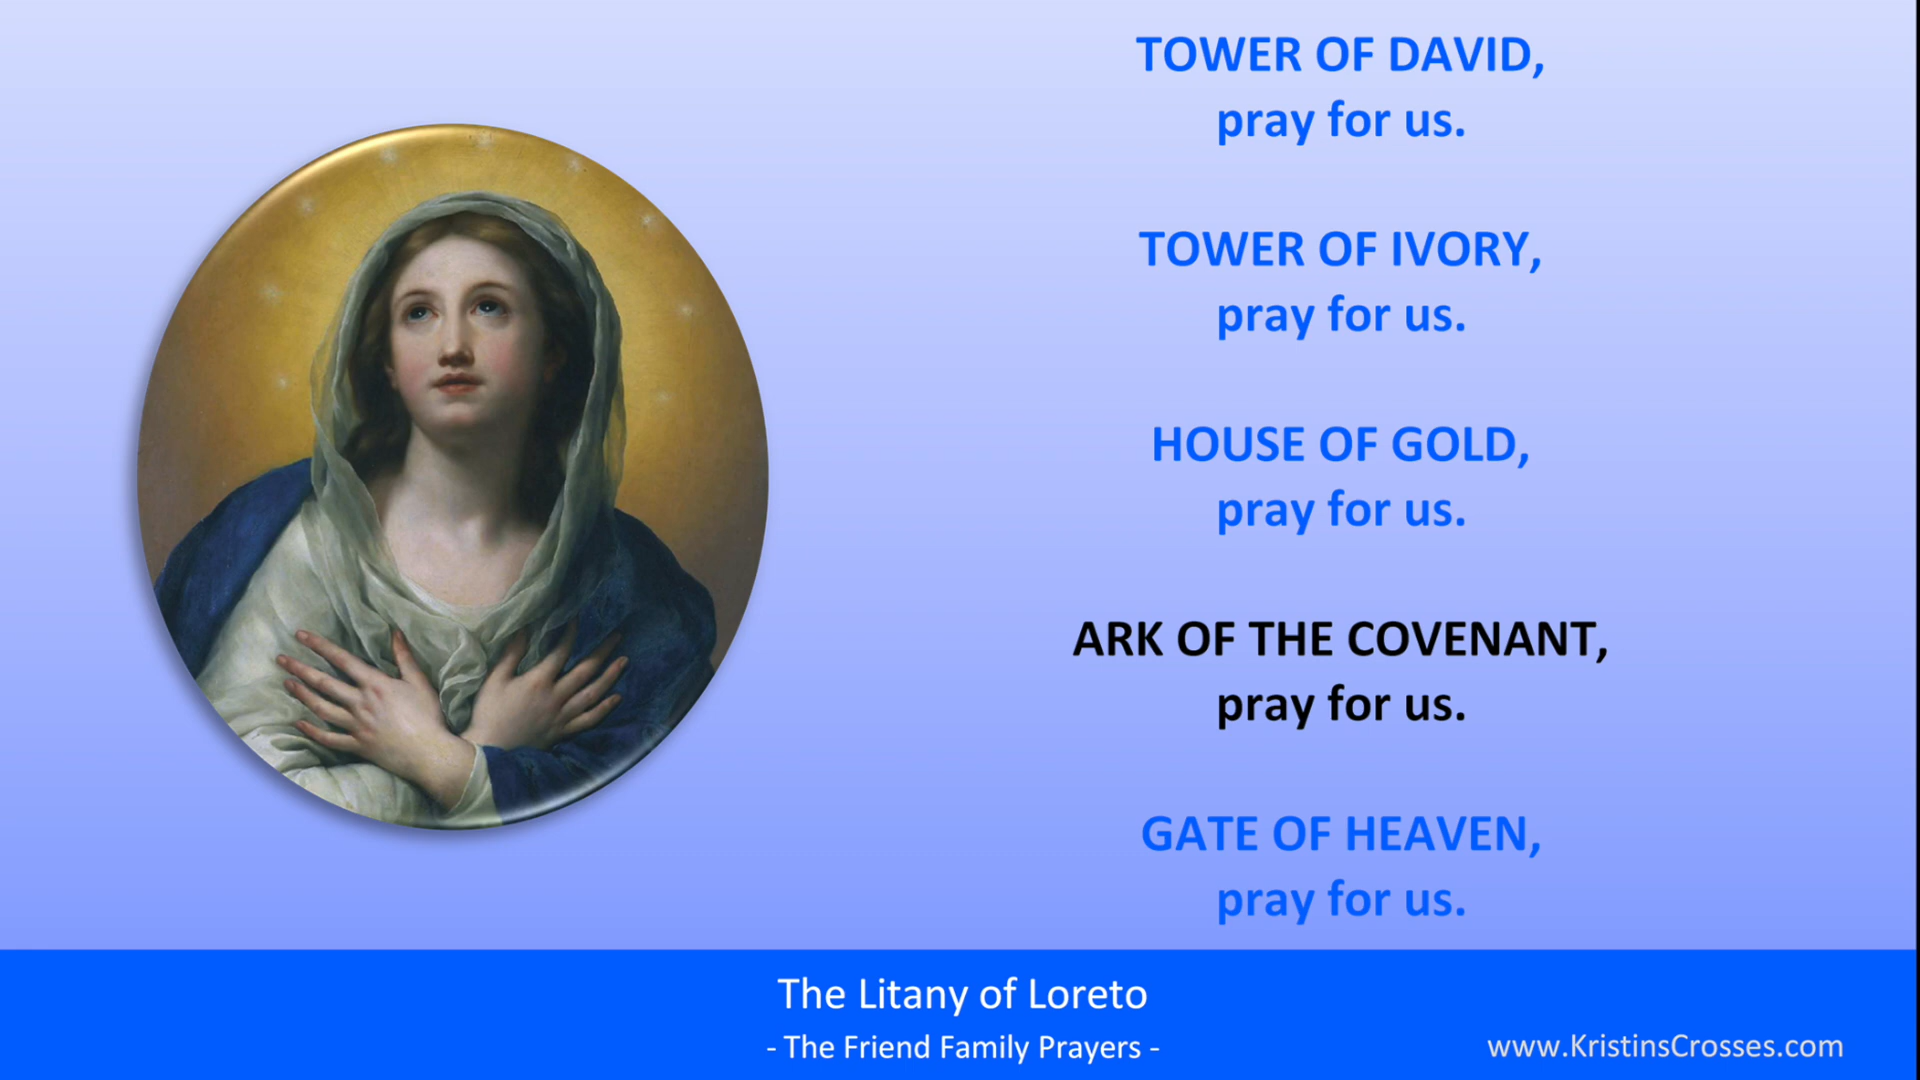 TOWER OF DAVID,
pray for us.
TOWER OF IVORY,
pray for us.
HOUSE OF GOLD,
pray for us.
ARK OF THE COVENANT,
pray for us.
GATE OF HEAVEN,
pray for us.
The Litany of Loreto
- The Friend Family Prayers -
www.KristinsCrosses.com